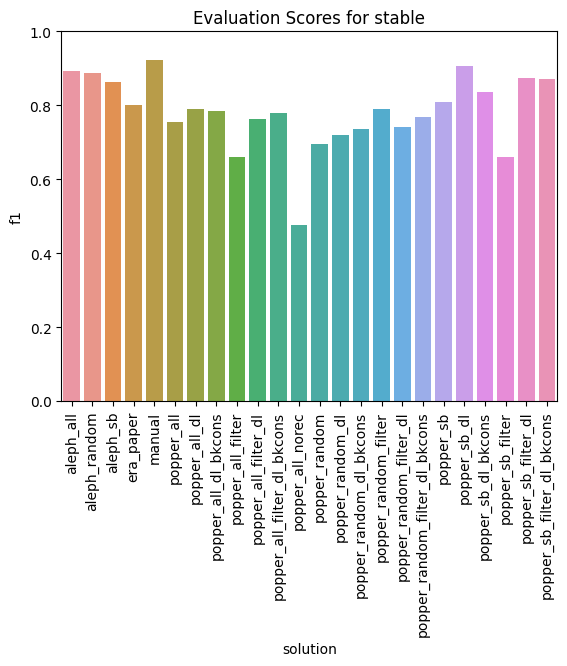 Evaluation Scores for stable
f1
1.0
0.8
0.6
0.4
0.2
0.0
aleph_all
aleph_random
aleph_sb
era_paper
manual
popper_all
popper_all_dl
popper_all_dl_bkcons
popper_all_filter
popper_all_filter_dl
popper_all_filter_dl_bkcons
popper_all_norec
popper_random
popper_random_dl
popper_random_dl_bkcons
popper_random_filter
popper_random_filter_dl
popper_random_filter_dl_bkcons
popper_sb
popper_sb_dl
popper_sb_dl_bkcons
popper_sb_filter
popper_sb_filter_dl
popper_sb_filter_dl_bkcons
solution